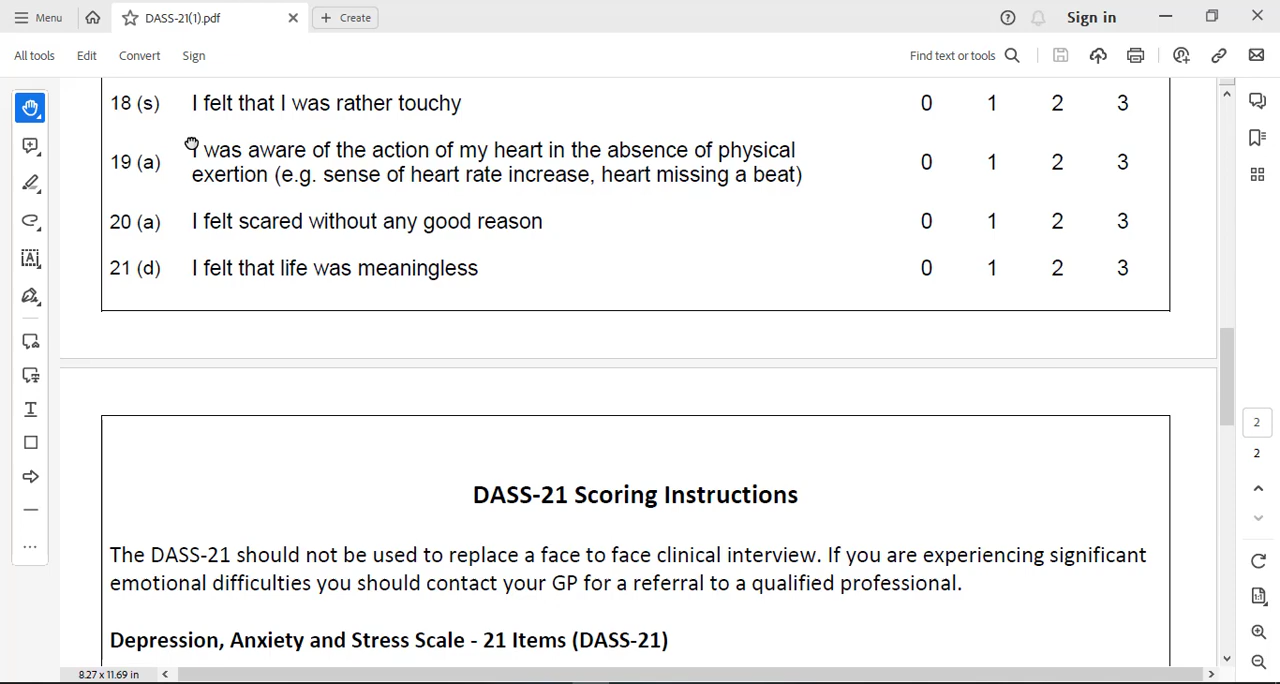 Menu
DASS-21(1).pdf
Create
Sign in
All tools
Edit
Convert
Sign
Find text or tools
18 (s) I felt that I was rather touchy 0 1 2 3
19 (a) I was aware of the action of my heart in the absence of physical
exertion (e.g. sense of heart rate increase, heart missing a beat) 0 1 2 3
20 (a) I felt scared without any good reason 0 1 2 3
21 (d) I felt that life was meaningless 0 1 2 3
DASS-21 Scoring Instructions
The DASS-21 should not be used to replace a face to face clinical interview. If you are experiencing significant
emotional difficulties you should contact your GP for a referral to a qualified professional.
Depression, Anxiety and Stress Scale - 21 Items (DASS-21)
2
2
1:1
8.27 x 11.69 in